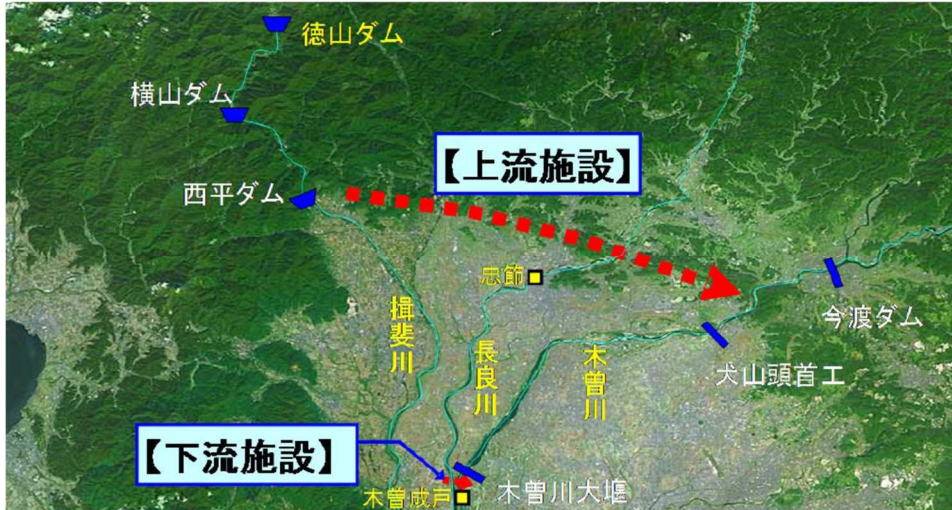 徳山ダム
横山ダム
【上流施設】
西平ダム
忠節
今渡ダム
揖斐川
長良川
木曽川
犬山頭首工
【下流施設】
木曽成戸
木曽川大堰